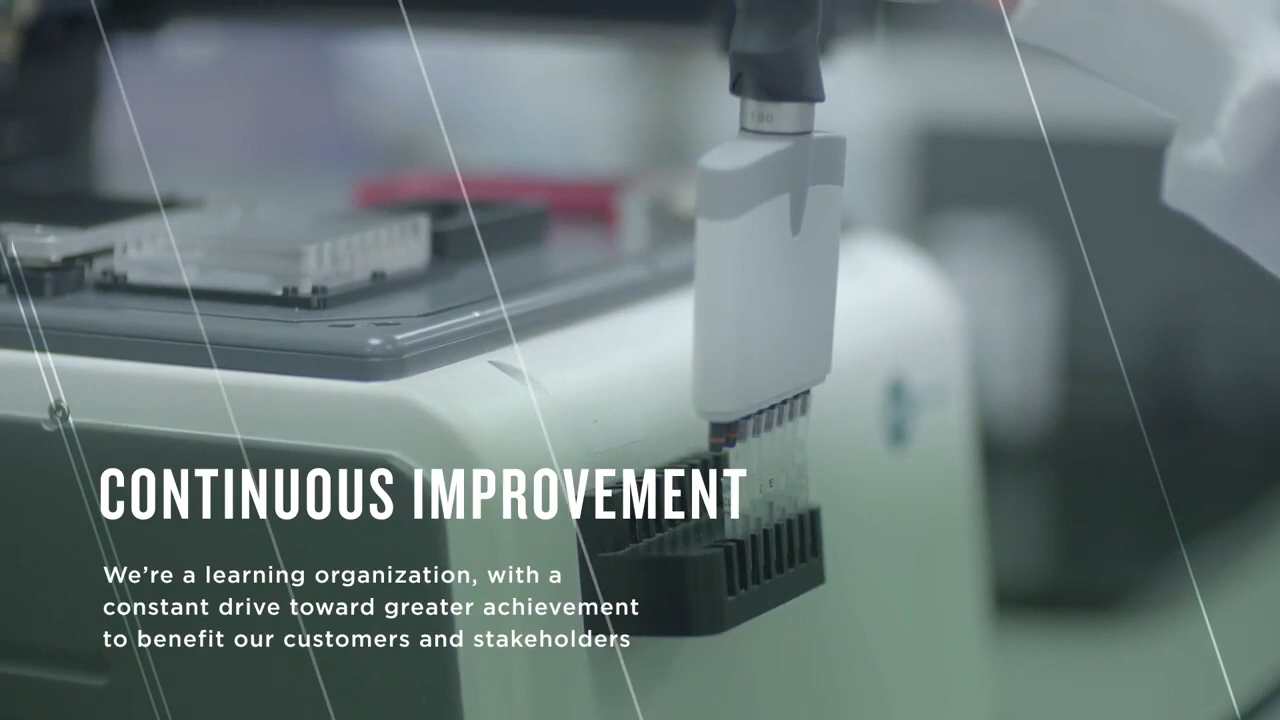 CONTINUOUS IMPROVEMENT
We're a learning organization, with a
constant drive toward greater achievement
to benefit our customers and stakeholders